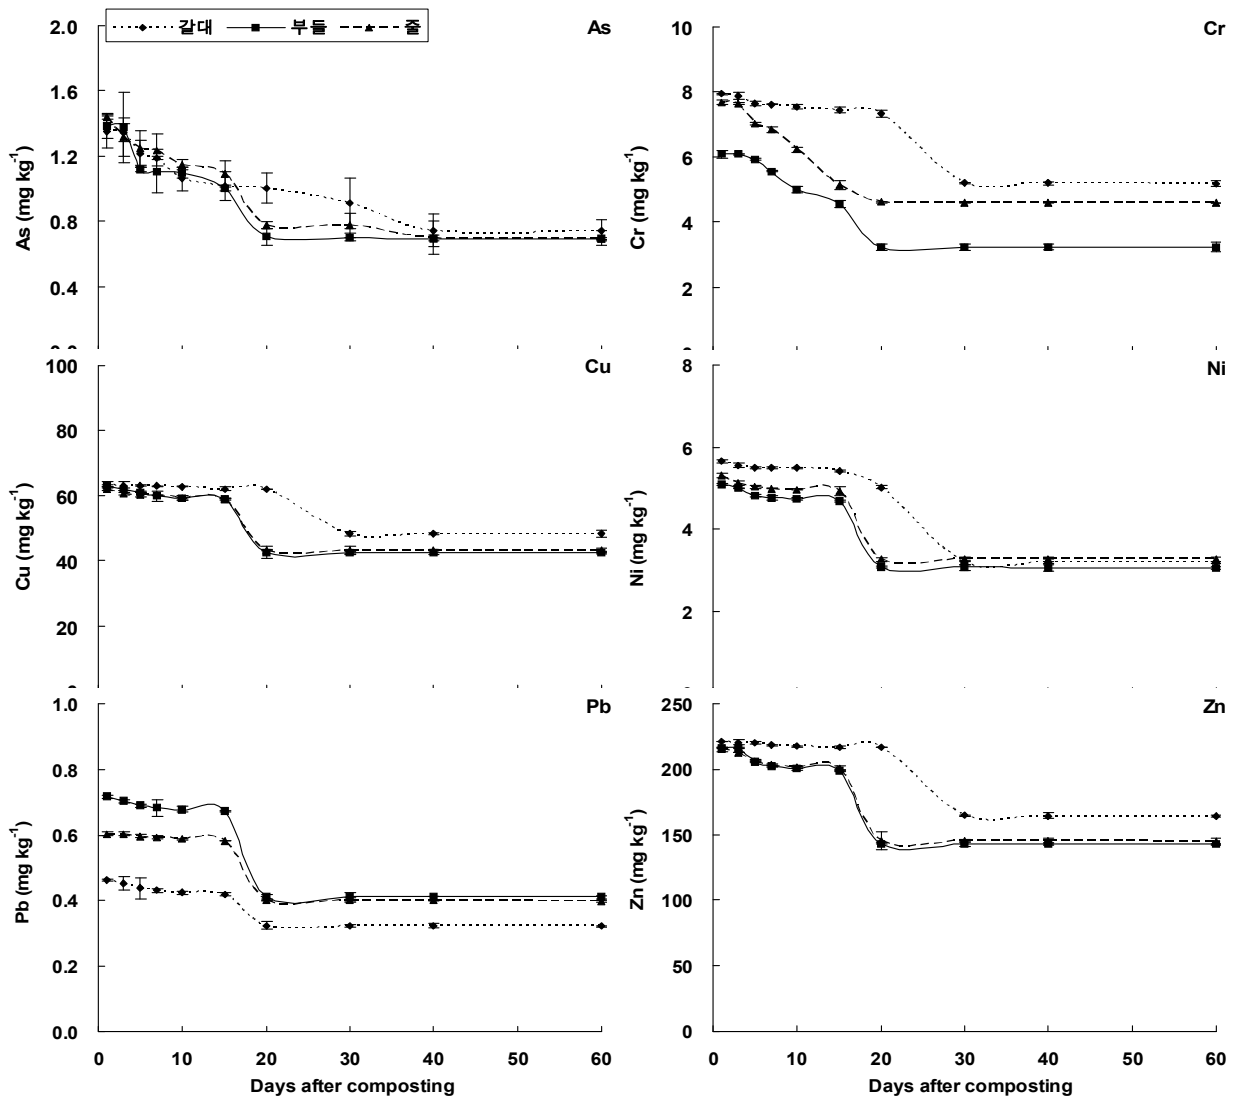 갈대 부들 줄
As
2.0
1.6
1.2
0.8
0.4
0.0
As (mg kg-1)
Cr
10
8
6
4
2
0
Cr (mg kg-1)
Cu
100
80
60
40
20
0
Cu (mg kg-1)
Ni
8
6
4
2
0
Ni (mg kg-1)
Pb
1.0
0.8
0.6
0.4
0.2
0.0
Pb (mg kg-1)
0 10 20 30 40 50 60
Days after composting
Zn
250
200
150
100
50
0
Zn (mg kg-1)
0 10 20 30 40 50 60
Days after composting